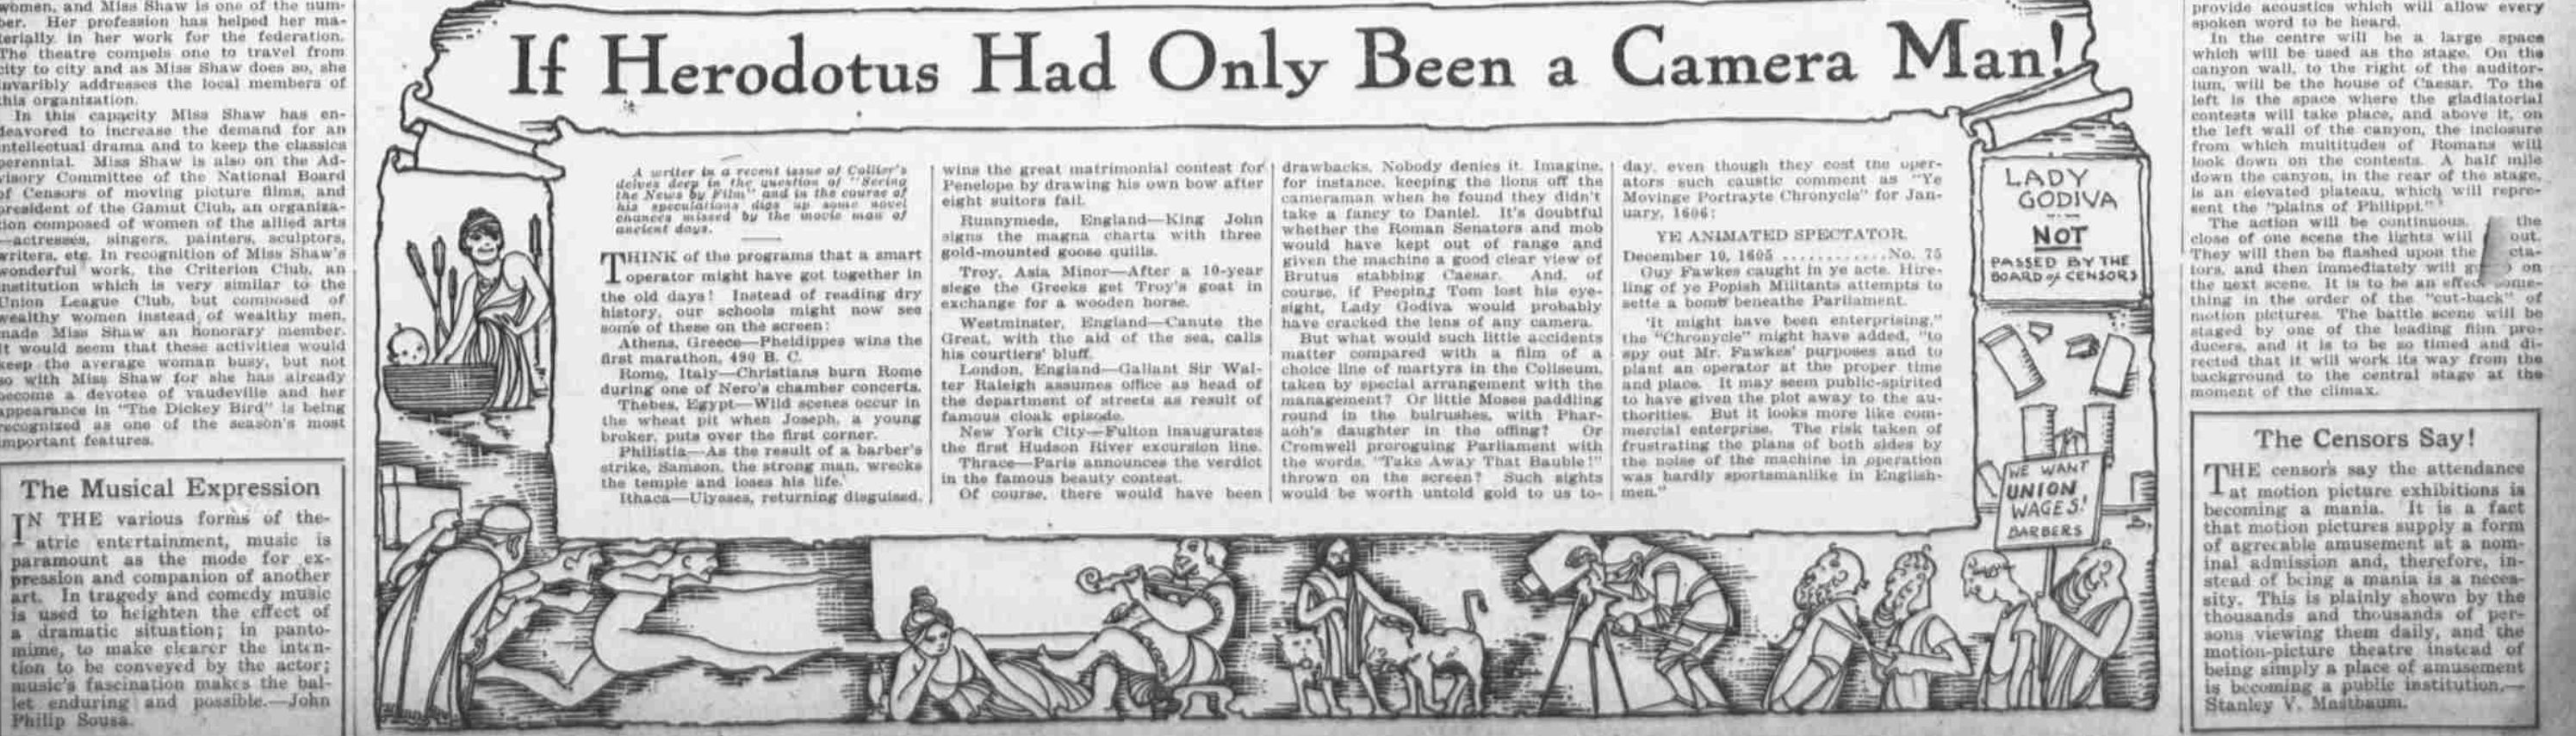 women, and Miss Shaw is one of the num-
ber. Her profession has helped her ma-
terially in her work for the federation.
The theatre compels one to travel from
city to city and as Miss Shaw does so, she
invaribly addresses the local members of
this organization.
In this capacity Miss Shaw has en-
deavored to increase the demand for an
intellectual drama and to keep the classics
perennial. Miss Shaw is also on the Ad-
visory Committee of the National Board
of Censors of moving picture films, and
president of the Gamut Club, an organiza-
tion composed of women of the allied arts
—actresses, singers, painters, sculptors,
writers, etc. In recognition of Miss Shaw's
wonderful work, the Criterion Club, an
institution which is very similar to the
Union League Club, but composed of
wealthy women instead of wealthy men,
made Miss Shaw an honorary member.
It would seem that these activities would
keep the average woman busy, but not
so with Miss Shaw for she has already
become a devotee of vaudeville and her
appearance in "The Dickey Bird" is being
recognized as one of the season's most
important features.
The Musical Expression
IN THE various forms of the-
atric entertainment, music is
paramount as the mode for ex-
pression and companion of another
art. In tragedy and comedy music
is used to heighten the effect of
a dramatic situation; in panto-
mime, to make clearer the inten-
tion to be conveyed by the actor;
music's fascination makes the bal-
let enduring and possible.—John
Philip Sousa.
If Herodotus Had Only Been a Camera Man!
A writer in a recent issue of Collier's
delves deep in the question of "Seeing
the News by Film" and in the course of
his speculations digs up some novel
chances missed by the movie man of
ancient days.
THINK of the programs that a smart
operator might have got together in
the old days! Instead of reading dry
history, our schools might now see
some of these on the screen:
Athens, Greece—Pheidippes wins the
first marathon, 490 B. C.
Rome, Italy—Christians burn Rome
during one of Nero's chamber concerts.
Thebes, Egypt—Wild scenes occur in
the wheat pit when Joseph, a young
broker, puts over the first corner.
Philistia—As the result of a barber's
strike, Samson, the strong man, wrecks
the temple and loses his life.
Ithaca—Ulysses, returning disguised,
wins the great matrimonial contest for
Penelope by drawing his own bow after
eight suitors fail.
Runnymede, England—King John
signs the magna charta with three
gold-mounted goose quills.
Troy, Asia Minor—After a 10-year
siege the Greeks get Troy's goat in
exchange for a wooden horse.
Westminster, England—Canute the
Great, with the aid of the sea, calls
his courtiers' bluff.
London, England—Gallant Sir Wal-
ter Raleigh assumes office as head of
the department of streets as result of
famous cloak episode.
New York City—Fulton inaugurates
the first Hudson River excursion line.
Thrace—Paris announces the verdict
in the famous beauty contest.
Of course, there would have been
drawbacks. Nobody denies it. Imagine,
for instance, keeping the lions off the
cameraman when he found they didn't
take a fancy to Daniel. It's doubtful
whether the Roman Senators and mob
would have kept out of range and
given the machine a good clear view of
Brutus stabbing Caesar. And, of
course, if Peeping Tom lost his eye-
sight, Lady Godiva would probably
have cracked the lens of any camera.
But what would such little accidents
matter compared with a film of a
choice line of martyrs in the Coliseum,
taken by special arrangement with the
management? Or little Moses paddling
round in the bulrushes, with Phar-
aoh's daughter in the offing? Or
Cromwell proroguing Parliament with
the words, "Take Away That Bauble!"
thrown on the screen? Such sights
would be worth untold gold to us to-
day, even though they cost the oper-
ators such caustic comment as "Ye
Movinge Portrayte Chronycle" for Jan-
uary, 1606:
YE ANIMATED SPECTATOR.
December 10, 1605 ............No. 75
Guy Fawkes caught in ye acte. Hire-
ling of ye Popish Militants attempts to
sette a bomb beneathe Parliament.
'It might have been enterprising,"
the "Chronycle" might have added, "to
spy out Mr. Fawkes' purposes and to
plant an operator at the proper time
and place. It may seem public-spirited
to have given the plot away to the au-
thorities. But it looks more like com-
mercial enterprise. The risk taken of
frustrating the plans of both sides by
the noise of the machine in operation
was hardly sportsmanlike in English-
men."
LADY
GODIVA
NOT
PASSED BY THE
BOARD of CENSORS
WE WANT
UNION
WAGES!
BARBERS
B.
provide acoustics which will allow every
spoken word to be heard.
In the centre will be a large space
which will be used as the stage. On the
canyon wall, to the right of the auditor-
ium, will be the house of Caesar. To the
left is the space where the gladiatorial
contests will take place, and above it, on
the left wall of the canyon, the inclosure
from which multitudes of Romans will
look down on the contests. A half mile
down the canyon, in the rear of the stage,
is an elevated plateau, which will repre-
sent the "plains of Philippi."
The action will be continuous. the
close of one scene the lights will out.
They will then be flashed upon the
tors, and then immediately will on
the next scene. It is to be an effect some-
thing in the order of the "cut-back" of
motion pictures. The battle scene will be
staged by one of the leading film pro-
ducers, and it is to be so timed and di-
rected that it will work its way from the
background to the central stage at the
moment of the climax.
The Censors Say!
THE censors say the attendance
at motion picture exhibitions is
becoming a mania. It is a fact
that motion pictures supply a form
of agreeable amusement at a nom-
inal admission and, therefore, in-
stead of being a mania is a neces-
sity. This is plainly shown by the
thousands and thousands of per-
sons viewing them daily, and the
motion-picture theatre instead of
being simply a place of amusement
is becoming a public institution.—
Stanley V. Mastbaum.